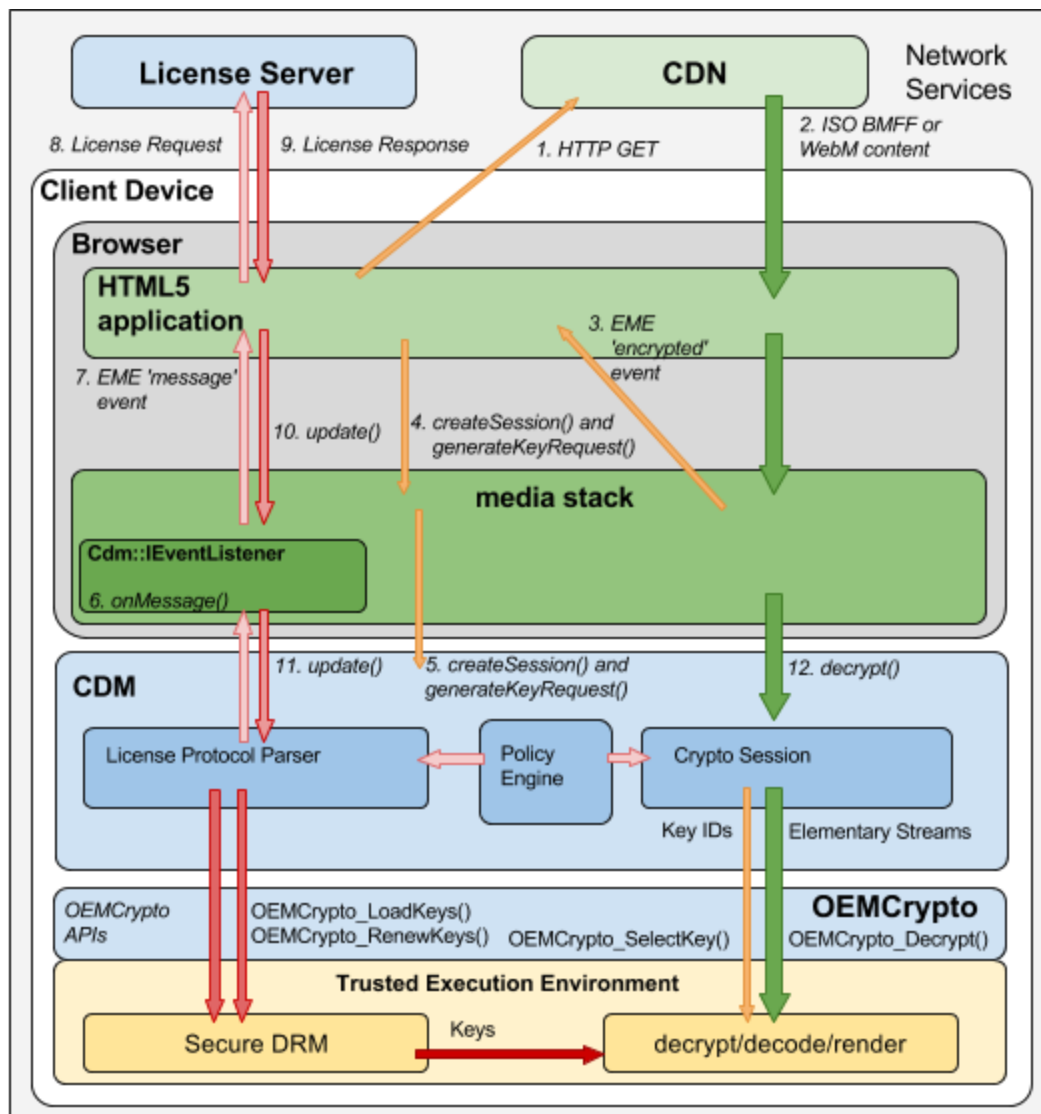 License Server
CDN
Network
Services
8. License Request
9. License Response
1. HTTP GET
2. ISO BMFF or
WebM content
Client Device
Browser
HTML5
application
3. EME
'encrypted'
event
7. EME 'message'
event
10. update()
4. createSession() and
generateKeyRequest()
media stack
Cdm::IEventListener
6. onMessage()
11. update()
5. createSession() and
generateKeyRequest()
12. decrypt()
CDM
License Protocol Parser
Policy
Engine
Crypto Session
Key IDs
Elementary Streams
OEMCrypto
APIs
OEMCrypto_LoadKeys()
OEMCrypto_RenewKeys()
OEMCrypto_SelectKey()
OEMCrypto
OEMCrypto_Decrypt()
Trusted Execution Environment
Secure DRM
Keys
decrypt/decode/render